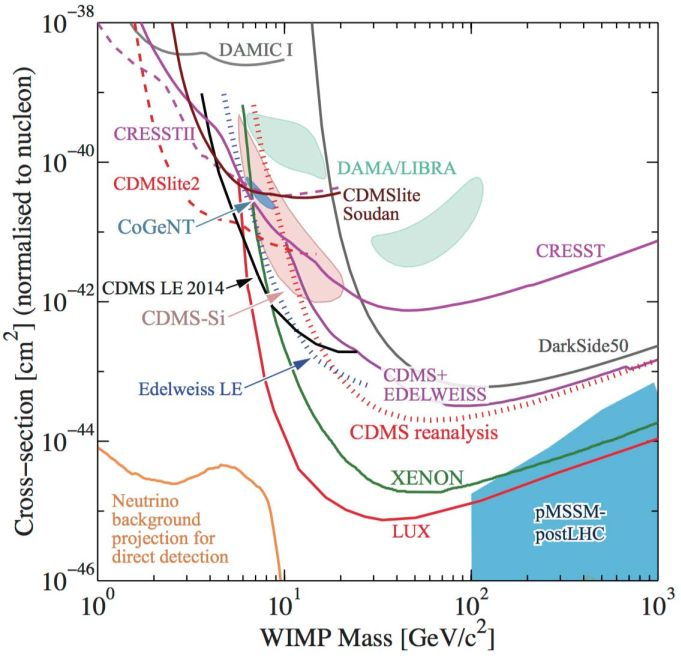 10⁻³⁸
DAMIC I
CRESSTII
10⁻⁴⁰
DAMA/LIBRA
CDMSlite2
CDMSlite
Soudan
CoGeNT
CRESST
CDMS LE 2014
10⁻⁴²
CDMS-Si
DarkSide50
Edelweiss LE
CDMS+
EDELWEISS
CDMS reanalysis
10⁻⁴⁴
XENON
Neutrino
background
projection for
direct detection
LUX
pMSSM-
postLHC
10⁻⁴⁶
10⁰
10¹
10²
10³
WIMP Mass [GeV/c²]
Cross-section [cm²] (normalised to nucleon)